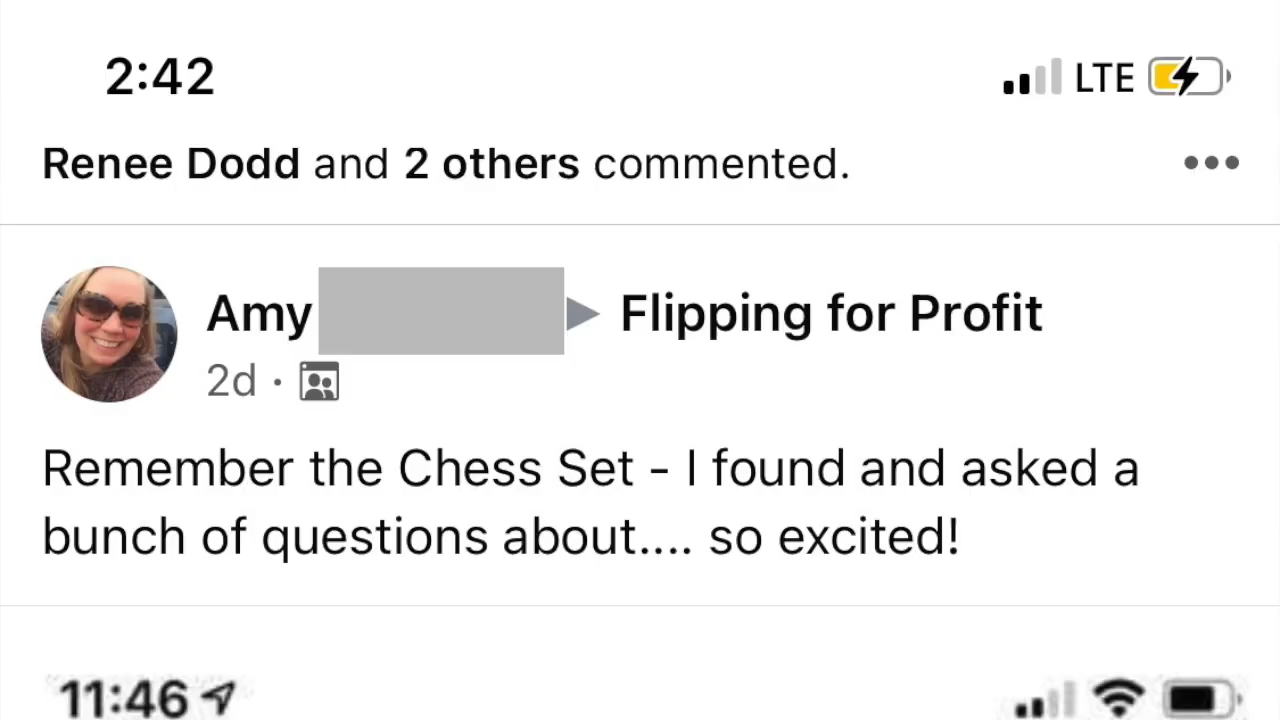 2:42 LTE
Renee Dodd and 2 others commented.
Amy Flipping for Profit
2d ·
Remember the Chess Set - I found and asked a
bunch of questions about.... so excited!
11:46